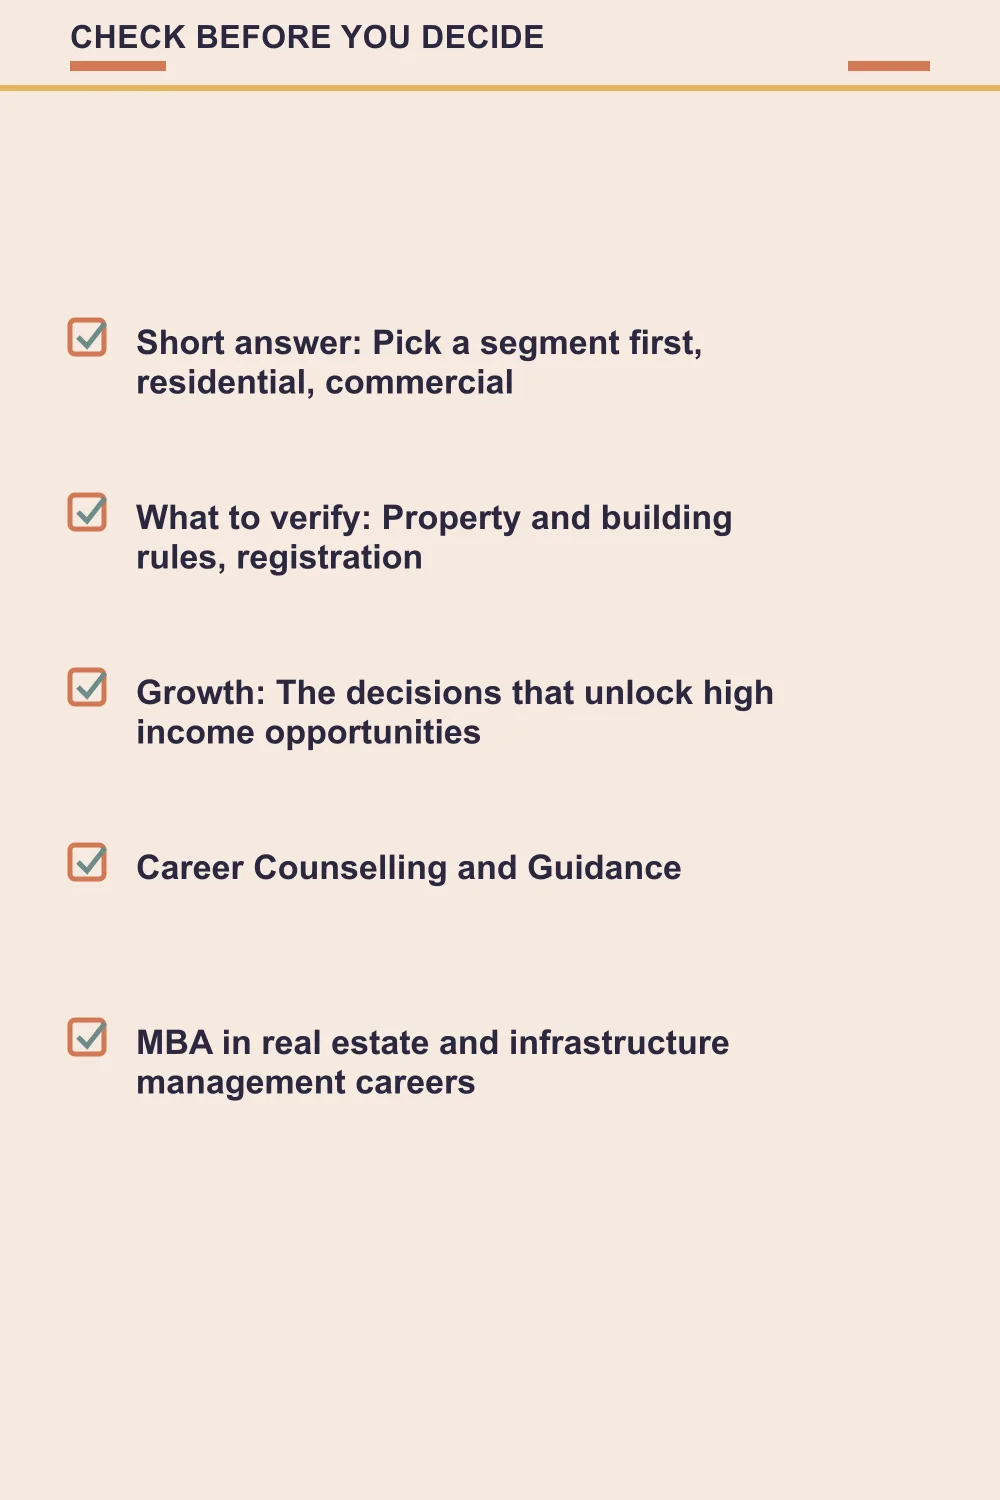 CHECK BEFORE YOU DECIDE
Short answer: Pick a segment first,
residential, commercial
What to verify: Property and building
rules, registration
Growth: The decisions that unlock high
income opportunities
Career Counselling and Guidance
MBA in real estate and infrastructure
management careers